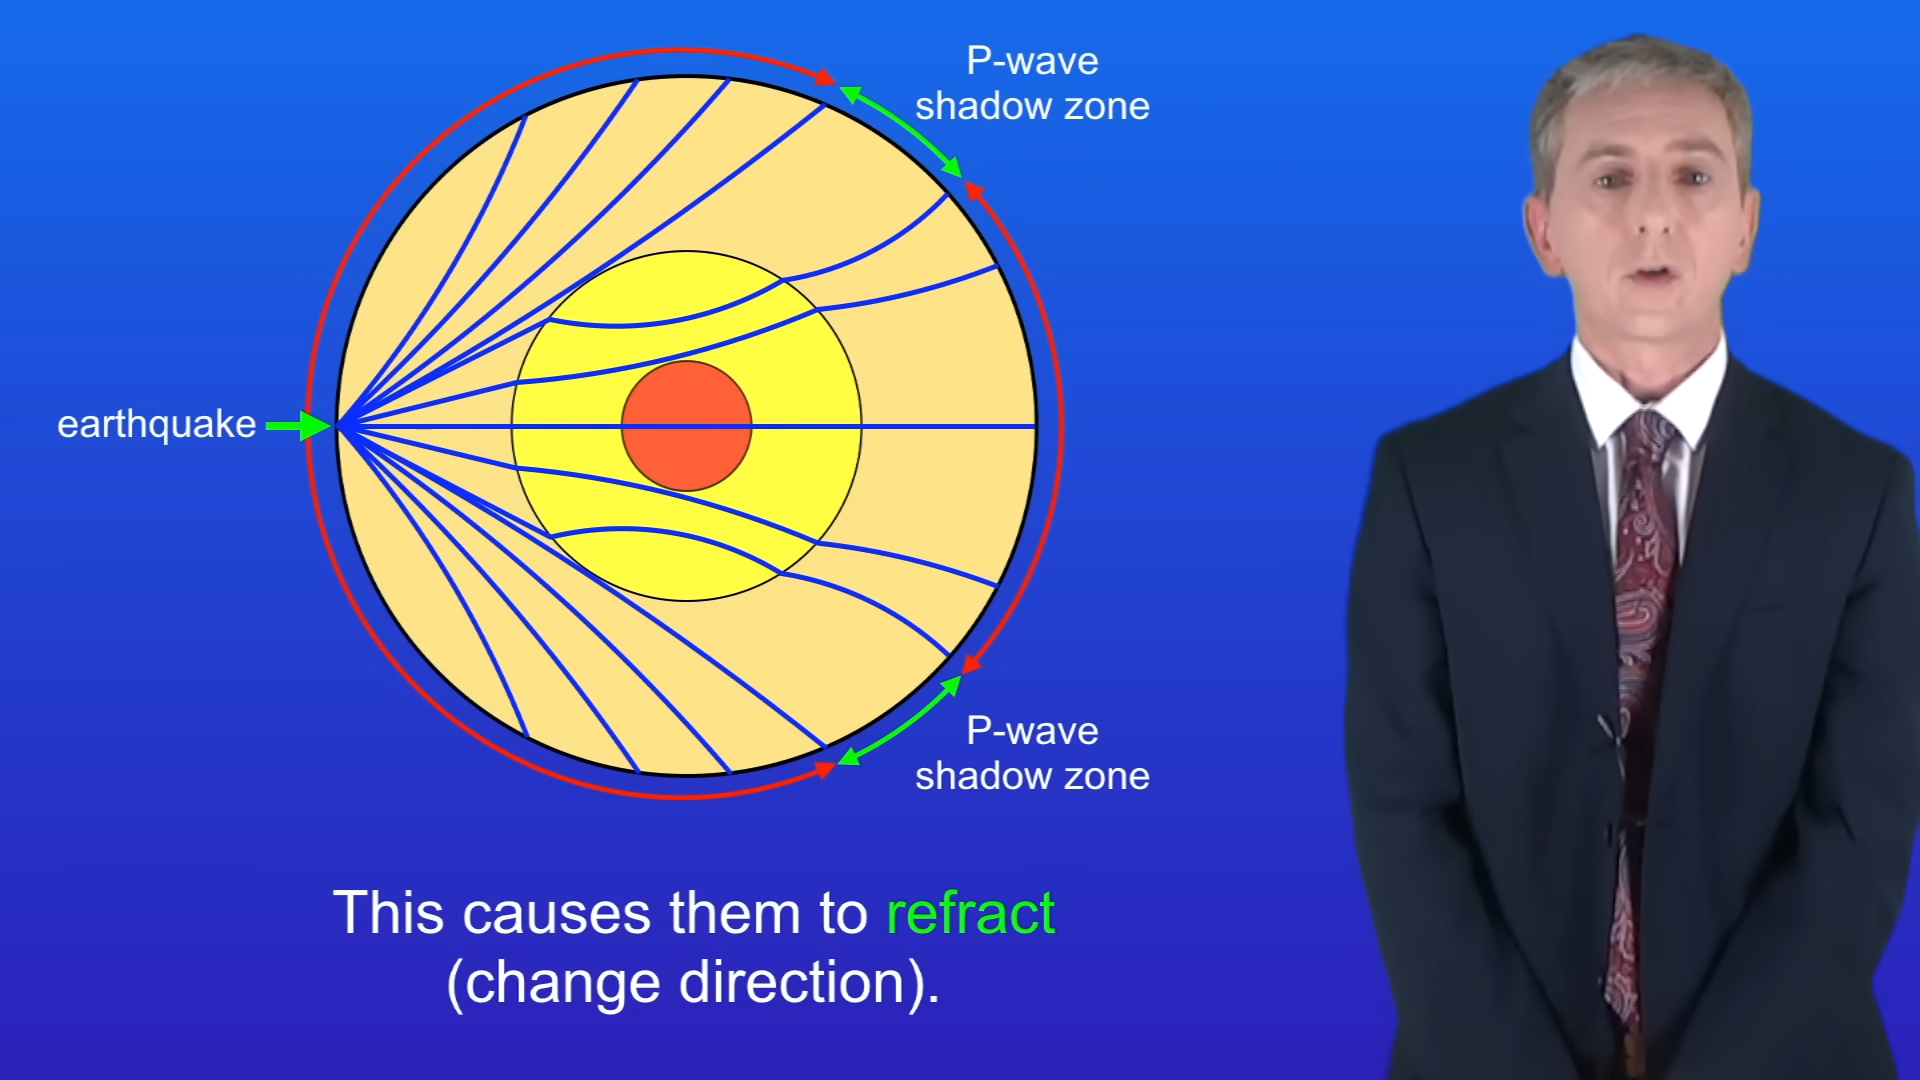 P-wave
shadow zone
earthquake
P-wave
shadow zone
This causes them to refract
(change direction).